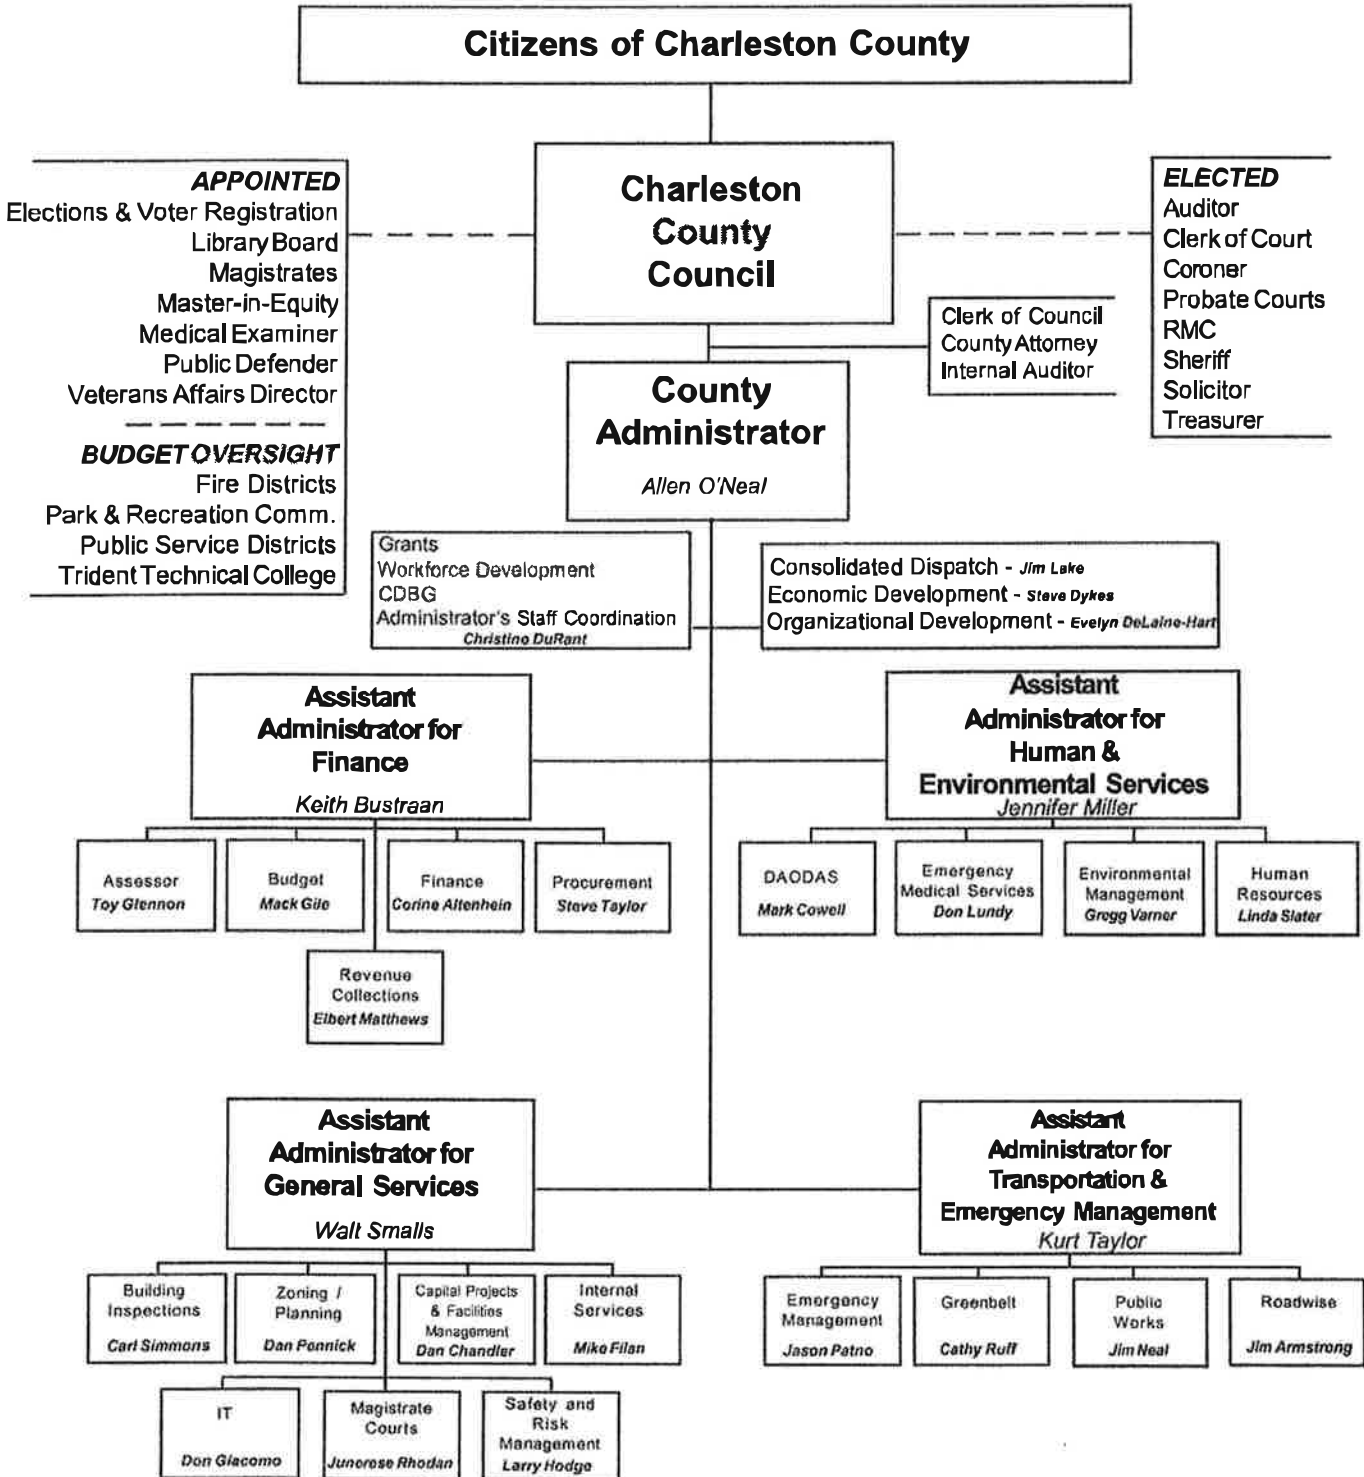 Citizens of Charleston County
Charleston
County
Council
APPOINTED
Elections & Voter Registration
Library Board
Magistrates
Master-in-Equity
Medical Examiner
Public Defender
Veterans Affairs Director
BUDGET OVERSIGHT
Fire Districts
Park & Recreation Comm.
Public Service Districts
Trident Technical College
ELECTED
Auditor
Clerk of Court
Coroner
Probate Courts
RMC
Sheriff
Solicitor
Treasurer
Clerk of Council
County Attorney
Internal Auditor
County
Administrator
Allen O'Neal
Grants
Workforce Development
CDBG
Administrator's Staff Coordination
Christine DuRant
Consolidated Dispatch - Jim Lake
Economic Development - Steve Dykes
Organizational Development - Evelyn DeLaine-Hart
Assistant
Administrator for
Finance
Keith Bustraan
Assistant
Administrator for
Human &
Environmental Services
Jennifer Miller
Assessor
Toy Glennon
Budget
Mack Gile
Finance
Corine Altenhein
Procurement
Steve Taylor
Revenue
Collections
Elbert Matthews
DAODAS
Mark Cowell
Emergency
Medical Services
Don Lundy
Environmental
Management
Gregg Varner
Human
Resources
Linda Slater
Assistant
Administrator for
General Services
Walt Smalls
Assistant
Administrator for
Transportation &
Emergency Management
Kurt Taylor
Building
Inspections
Carl Simmons
Zoning /
Planning
Dan Pennick
Capital Projects
& Facilities
Management
Dan Chandler
Internal
Services
Mike Filan
IT
Don Giacomo
Magistrate
Courts
Junerese Rhodan
Safety and
Risk
Management
Larry Hodge
Emergency
Management
Jason Patno
Greenbelt
Cathy Ruff
Public
Works
Jim Neal
Roadwise
Jim Armstrong